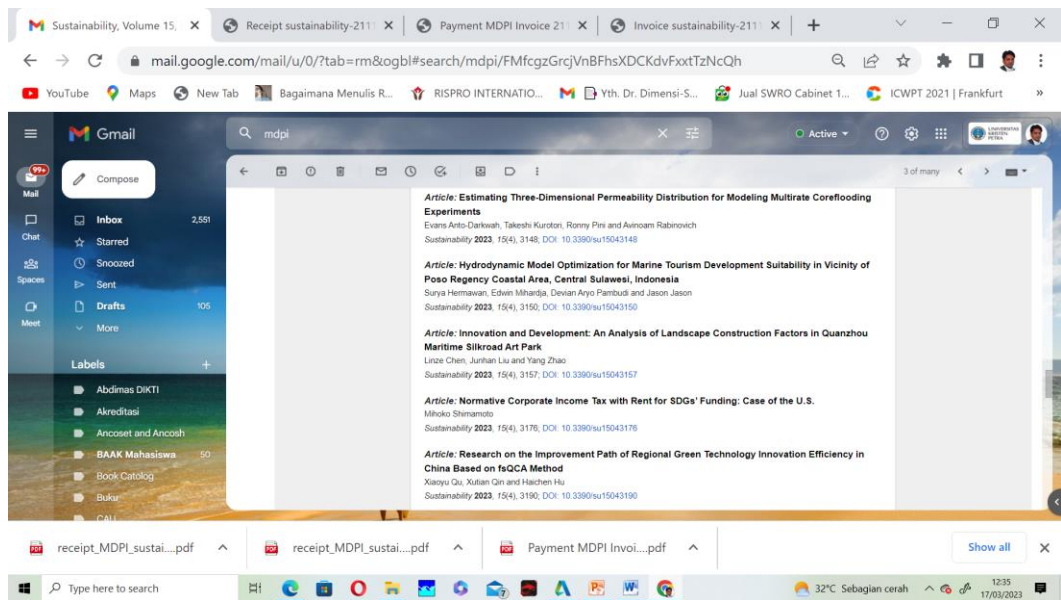 Sustainability, Volume 15,
Receipt sustainability-2111
Payment MDPI Invoice 211
Invoice sustainability-2111
mail.google.com/mail/u/0/?tab=rm&ogbl#search/mdpi/FMfcgzGrcjVnBFhsXDCKdvFxxtTzNcQh
YouTube
Maps
New Tab
Bagaimana Menulis R...
RISPRO INTERNATIO...
Yth. Dr. Dimensi-S...
Jual SWRO Cabinet 1...
ICWPT 2021 | Frankfurt
»
Gmail
mdpi
Active
UNIVERSITAS
KRISTEN
PETRA
99+
Mail
Chat
Spaces
Meet
Compose
Inbox 2,551
Starred
Snoozed
Sent
Drafts 105
More
Labels +
Abdimas DIKTI
Akreditasi
Ancoset and Ancosh
BAAK Mahasiswa 50
Book Catolog
Buku
CALL
3 of many
Article: Estimating Three-Dimensional Permeability Distribution for Modeling Multirate Coreflooding
Experiments
Evans Anto-Darkwah, Takeshi Kurotori, Ronny Pini and Avinoam Rabinovich
Sustainability 2023, 15(4), 3148; DOI: 10.3390/su15043148
Article: Hydrodynamic Model Optimization for Marine Tourism Development Suitability in Vicinity of
Poso Regency Coastal Area, Central Sulawesi, Indonesia
Surya Hermawan, Edwin Mihardja, Devian Aryo Pambudi and Jason Jason
Sustainability 2023, 15(4), 3150; DOI: 10.3390/su15043150
Article: Innovation and Development: An Analysis of Landscape Construction Factors in Quanzhou
Maritime Silkroad Art Park
Linze Chen, Junhan Liu and Yang Zhao
Sustainability 2023, 15(4), 3157; DOI: 10.3390/su15043157
Article: Normative Corporate Income Tax with Rent for SDGs' Funding: Case of the U.S.
Mihoko Shimamoto
Sustainability 2023, 15(4), 3176; DOI: 10.3390/su15043176
Article: Research on the Improvement Path of Regional Green Technology Innovation Efficiency in
China Based on fsQCA Method
Xiaoyu Qu, Xutian Qin and Haichen Hu
Sustainability 2023, 15(4), 3190; DOI: 10.3390/su15043190
receipt_MDPI_sustai....pdf
receipt_MDPI_sustai....pdf
Payment MDPI Invoi....pdf
Show all
Type here to search
32°C Sebagian cerah
12:35
17/03/2023